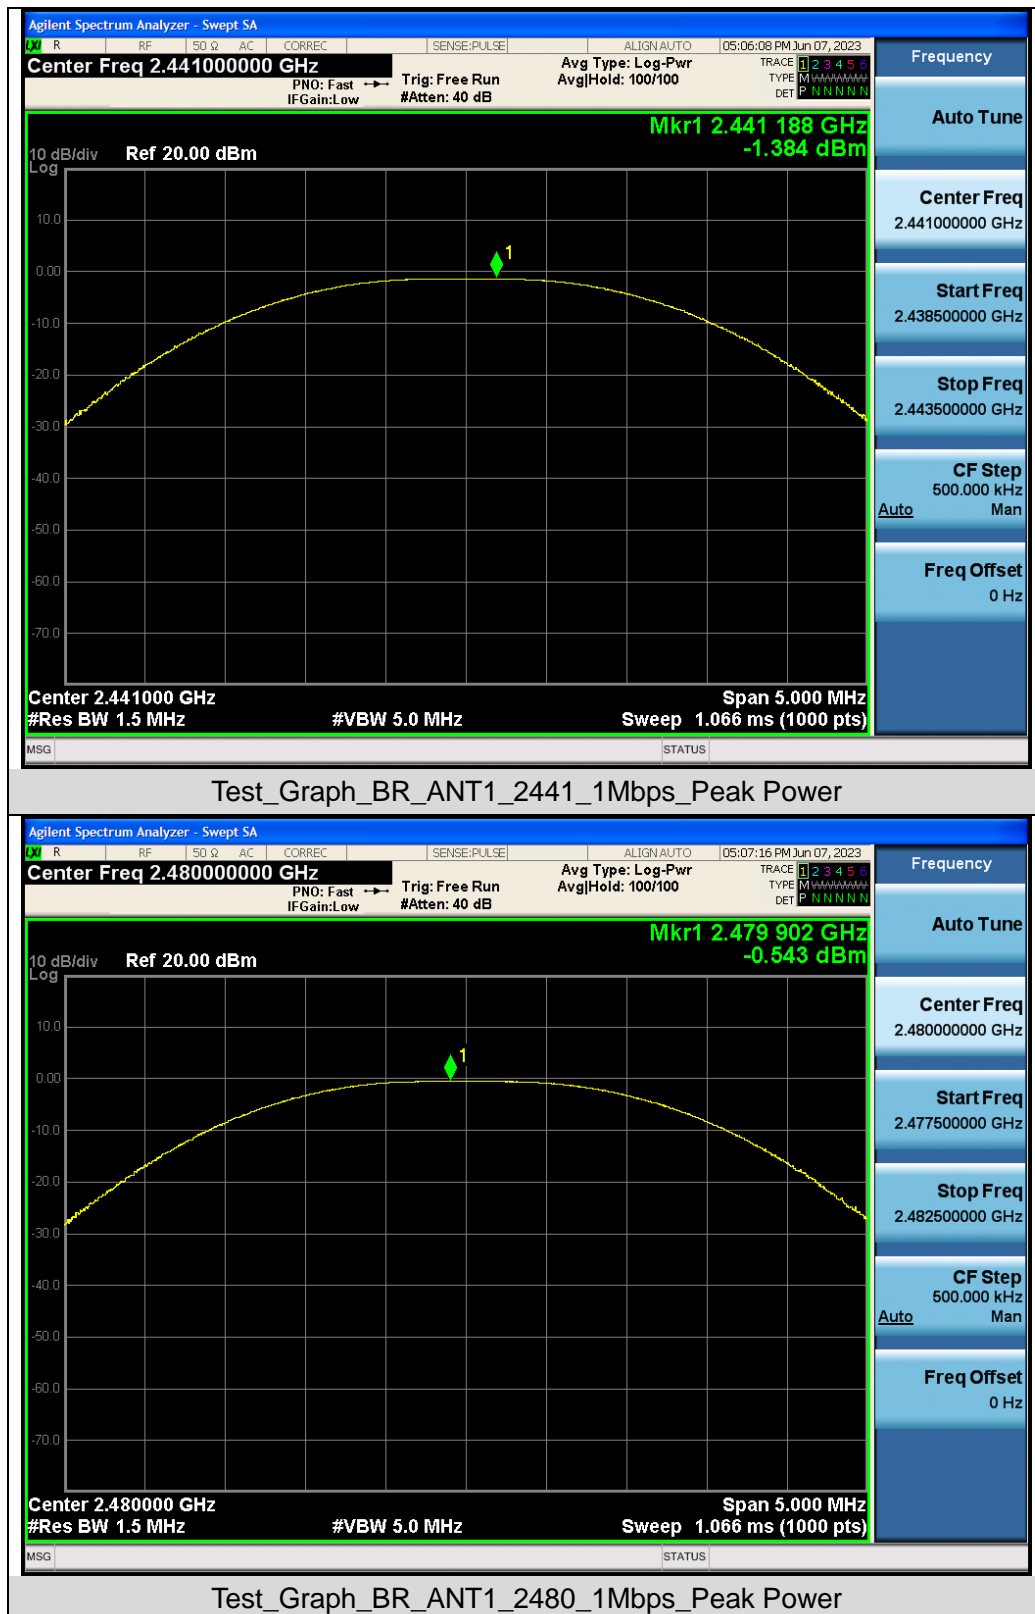 Agilent Spectrum Analyzer - Swept SA
LXI R RF 50 Ω AC CORREC SENSE:PULSE ALIGN AUTO 05:06:08 PM Jun 07, 2023
Center Freq 2.441000000 GHz
PNO: Fast
IFGain:Low
Trig: Free Run
#Atten: 40 dB
Avg Type: Log-Pwr
Avg|Hold: 100/100
TRACE 1 2 3 4 5 6
TYPE M
DET P N N N N N
Mkr1 2.441 188 GHz
-1.384 dBm
10 dB/div Ref 20.00 dBm
Log
10.0
0.00
-10.0
-20.0
-30.0
-40.0
-50.0
-60.0
-70.0
1
Center 2.441000 GHz Span 5.000 MHz
#Res BW 1.5 MHz #VBW 5.0 MHz Sweep 1.066 ms (1000 pts)
MSG STATUS
Frequency
Auto Tune
Center Freq
2.441000000 GHz
Start Freq
2.438500000 GHz
Stop Freq
2.443500000 GHz
CF Step
500.000 kHz
Auto Man
Freq Offset
0 Hz
Test_Graph_BR_ANT1_2441_1Mbps_Peak Power
Agilent Spectrum Analyzer - Swept SA
LXI R RF 50 Ω AC CORREC SENSE:PULSE ALIGN AUTO 05:07:16 PM Jun 07, 2023
Center Freq 2.480000000 GHz
PNO: Fast
IFGain:Low
Trig: Free Run
#Atten: 40 dB
Avg Type: Log-Pwr
Avg|Hold: 100/100
TRACE 1 2 3 4 5 6
TYPE M
DET P N N N N N
Mkr1 2.479 902 GHz
-0.543 dBm
10 dB/div Ref 20.00 dBm
Log
10.0
0.00
-10.0
-20.0
-30.0
-40.0
-50.0
-60.0
-70.0
1
Center 2.480000 GHz Span 5.000 MHz
#Res BW 1.5 MHz #VBW 5.0 MHz Sweep 1.066 ms (1000 pts)
MSG STATUS
Frequency
Auto Tune
Center Freq
2.480000000 GHz
Start Freq
2.477500000 GHz
Stop Freq
2.482500000 GHz
CF Step
500.000 kHz
Auto Man
Freq Offset
0 Hz
Test_Graph_BR_ANT1_2480_1Mbps_Peak Power